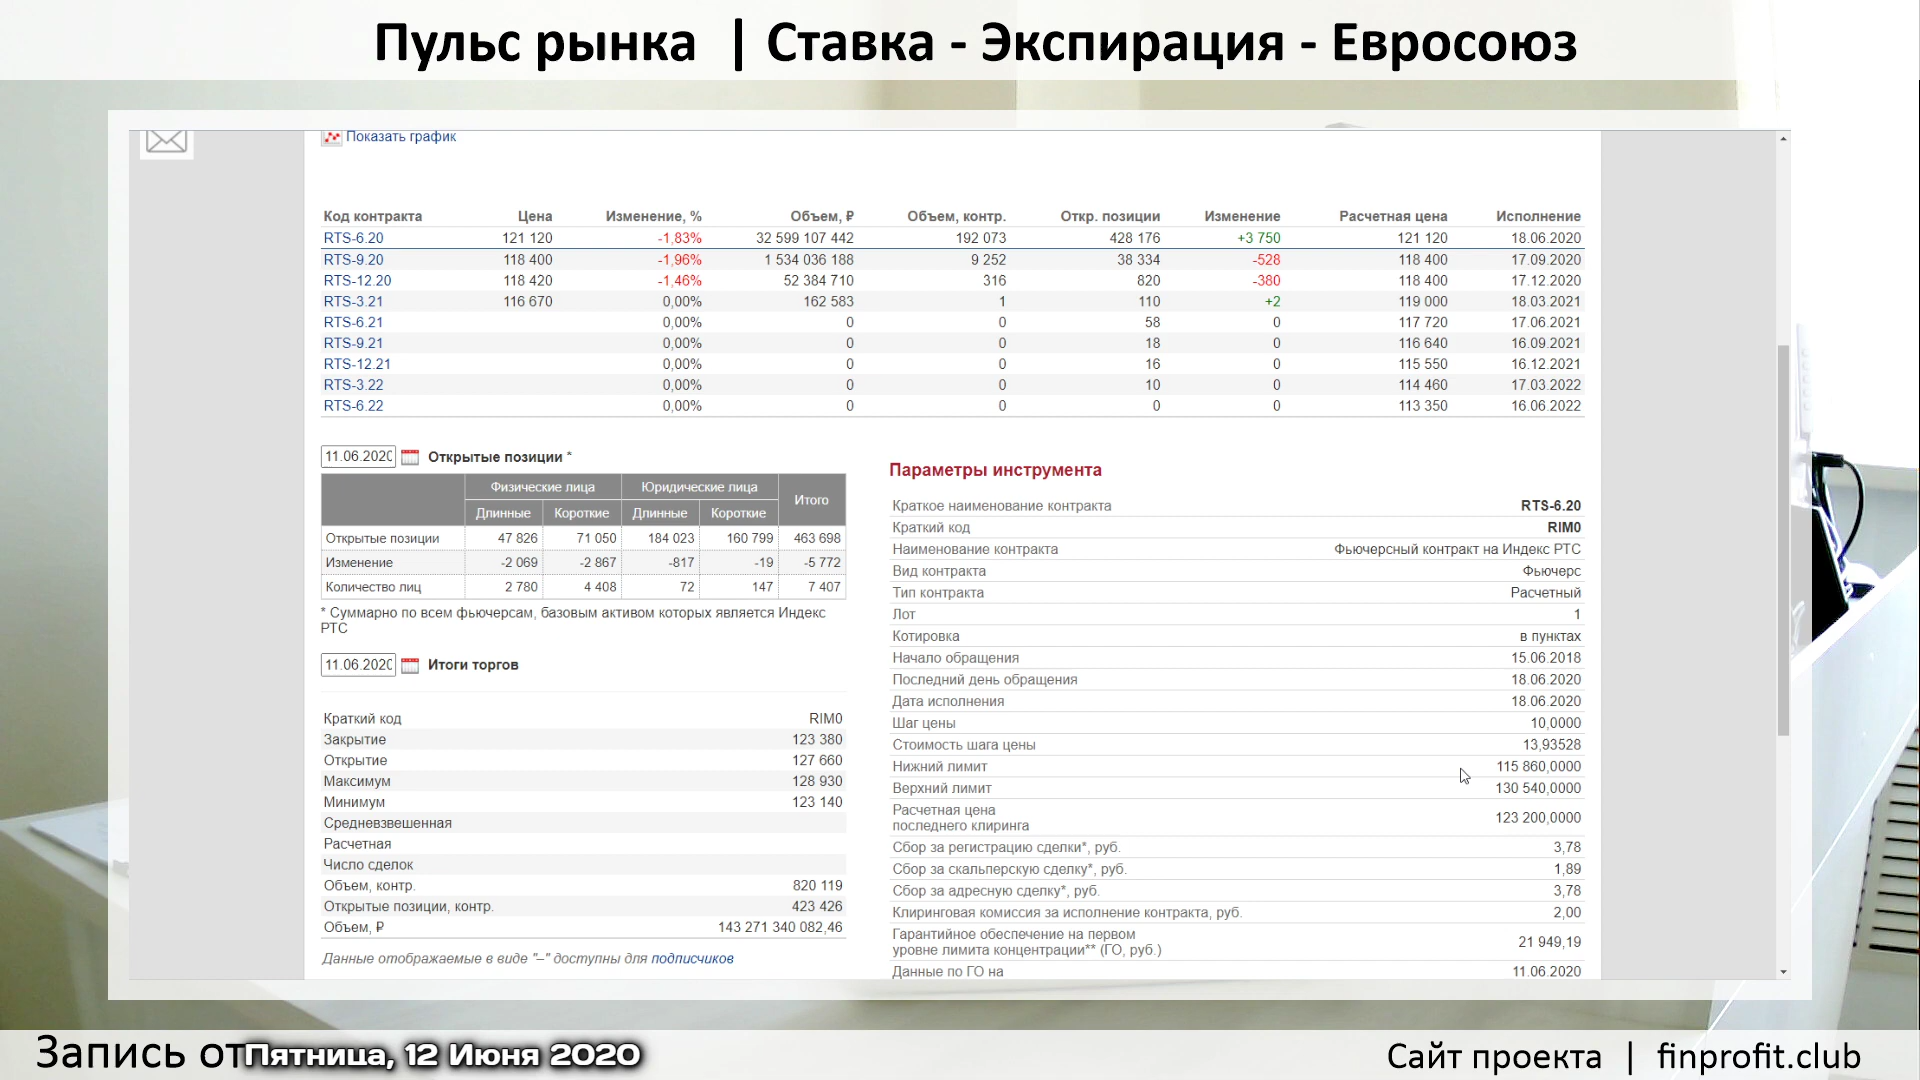 Пульс рынка | Ставка - Экспирация - Евросоюз
Показать график
Код контракта Цена Изменение, % Объем, ₽ Объем, контр. Откр. позиции Изменение Расчетная цена Исполнение
RTS-6.20 121 120 -1,83% 32 599 107 442 192 073 428 176 +3 750 121 120 18.06.2020
RTS-9.20 118 400 -1,96% 1 534 036 188 9 252 38 334 -528 118 400 17.09.2020
RTS-12.20 118 420 -1,46% 52 384 710 316 820 -380 118 400 17.12.2020
RTS-3.21 116 670 0,00% 162 583 1 110 +2 119 000 18.03.2021
RTS-6.21 0,00% 0 0 58 0 117 720 17.06.2021
RTS-9.21 0,00% 0 0 18 0 116 640 16.09.2021
RTS-12.21 0,00% 0 0 16 0 115 550 16.12.2021
RTS-3.22 0,00% 0 0 10 0 114 460 17.03.2022
RTS-6.22 0,00% 0 0 0 0 113 350 16.06.2022
11.06.2020 Открытые позиции *
Физические лица Юридические лица Итого
Длинные Короткие Длинные Короткие
Открытые позиции 47 826 71 050 184 023 160 799 463 698
Изменение -2 069 -2 867 -817 -19 -5 772
Количество лиц 2 780 4 408 72 147 7 407
* Суммарно по всем фьючерсам, базовым активом которых является Индекс
РТС
11.06.2020 Итоги торгов
Краткий код RIM0
Закрытие 123 380
Открытие 127 660
Максимум 128 930
Минимум 123 140
Средневзвешенная
Расчетная
Число сделок
Объем, контр. 820 119
Открытые позиции, контр. 423 426
Объем, ₽ 143 271 340 082,46
Данные отображаемые в виде "–" доступны для подписчиков
Параметры инструмента
Краткое наименование контракта RTS-6.20
Краткий код RIM0
Наименование контракта Фьючерсный контракт на Индекс РТС
Вид контракта Фьючерс
Тип контракта Расчетный
Лот 1
Котировка в пунктах
Начало обращения 15.06.2018
Последний день обращения 18.06.2020
Дата исполнения 18.06.2020
Шаг цены 10,0000
Стоимость шага цены 13,93528
Нижний лимит 115 860,0000
Верхний лимит 130 540,0000
Расчетная цена
последнего клиринга 123 200,0000
Сбор за регистрацию сделки*, руб. 3,78
Сбор за скальперскую сделку*, руб. 1,89
Сбор за адресную сделку*, руб. 3,78
Клиринговая комиссия за исполнение контракта, руб. 2,00
Гарантийное обеспечение на первом
уровне лимита концентрации** (ГО, руб.) 21 949,19
Данные по ГО на 11.06.2020
Запись от Пятница, 12 Июня 2020
Сайт проекта | finprofit.club